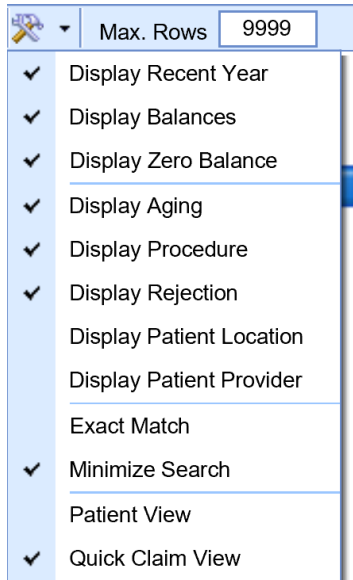 Max. Rows 9999
Display Recent Year
Display Balances
Display Zero Balance
Display Aging
Display Procedure
Display Rejection
Display Patient Location
Display Patient Provider
Exact Match
Minimize Search
Patient View
Quick Claim View